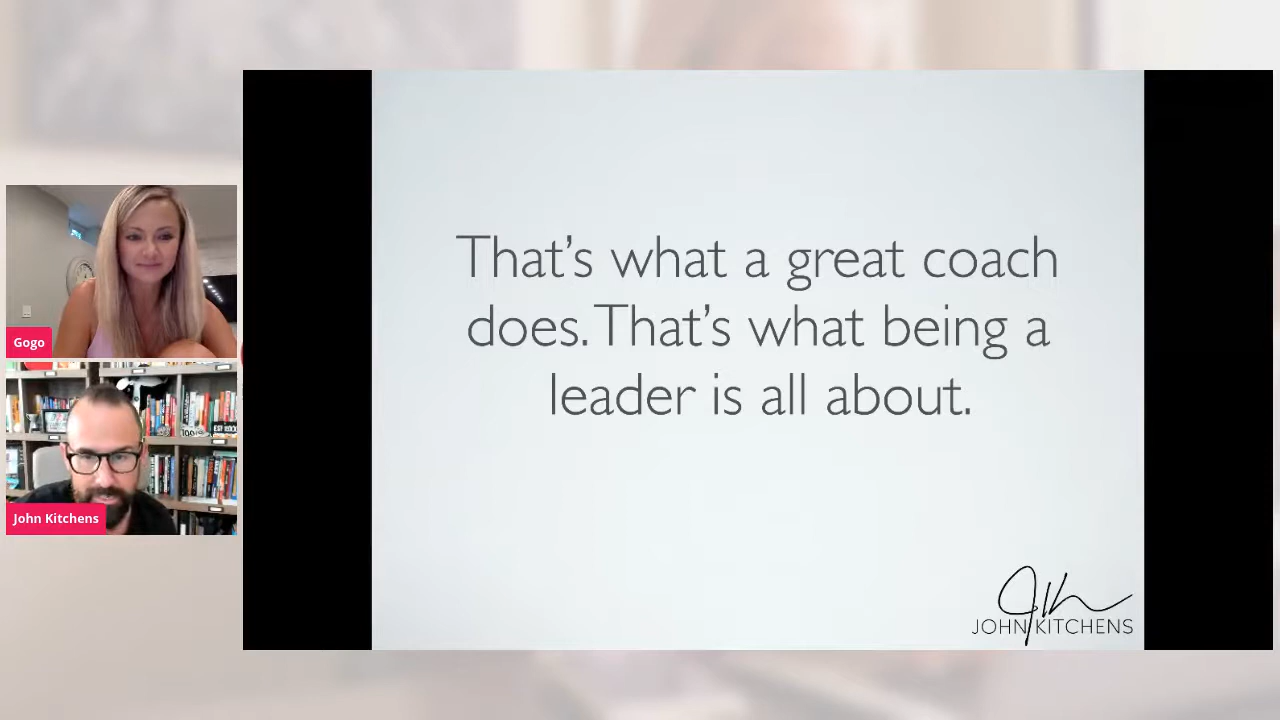 Gogo
John Kitchens
That's what a great coach
does. That's what being a
leader is all about.
JOHN KITCHENS